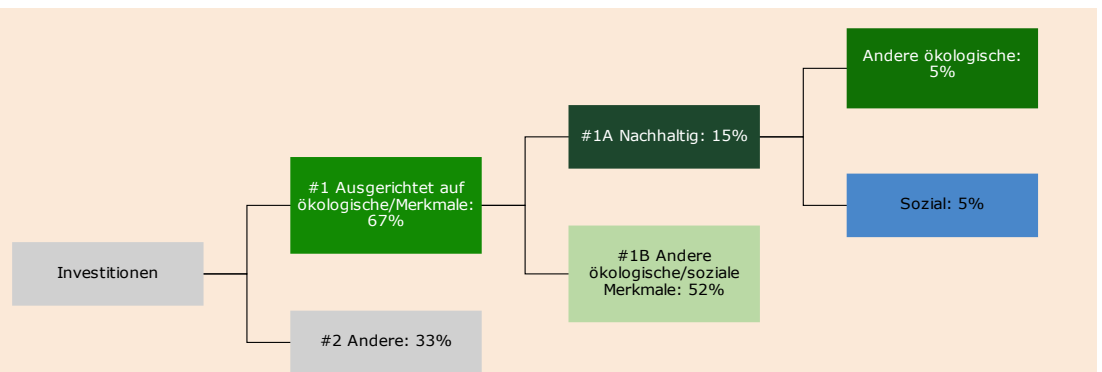 Andere ökologische:
5%
#1A Nachhaltig: 15%
#1 Ausgerichtet auf
ökologische/Merkmale:
67%
Sozial: 5%
Investitionen
#1B Andere
ökologische/soziale
Merkmale: 52%
#2 Andere: 33%